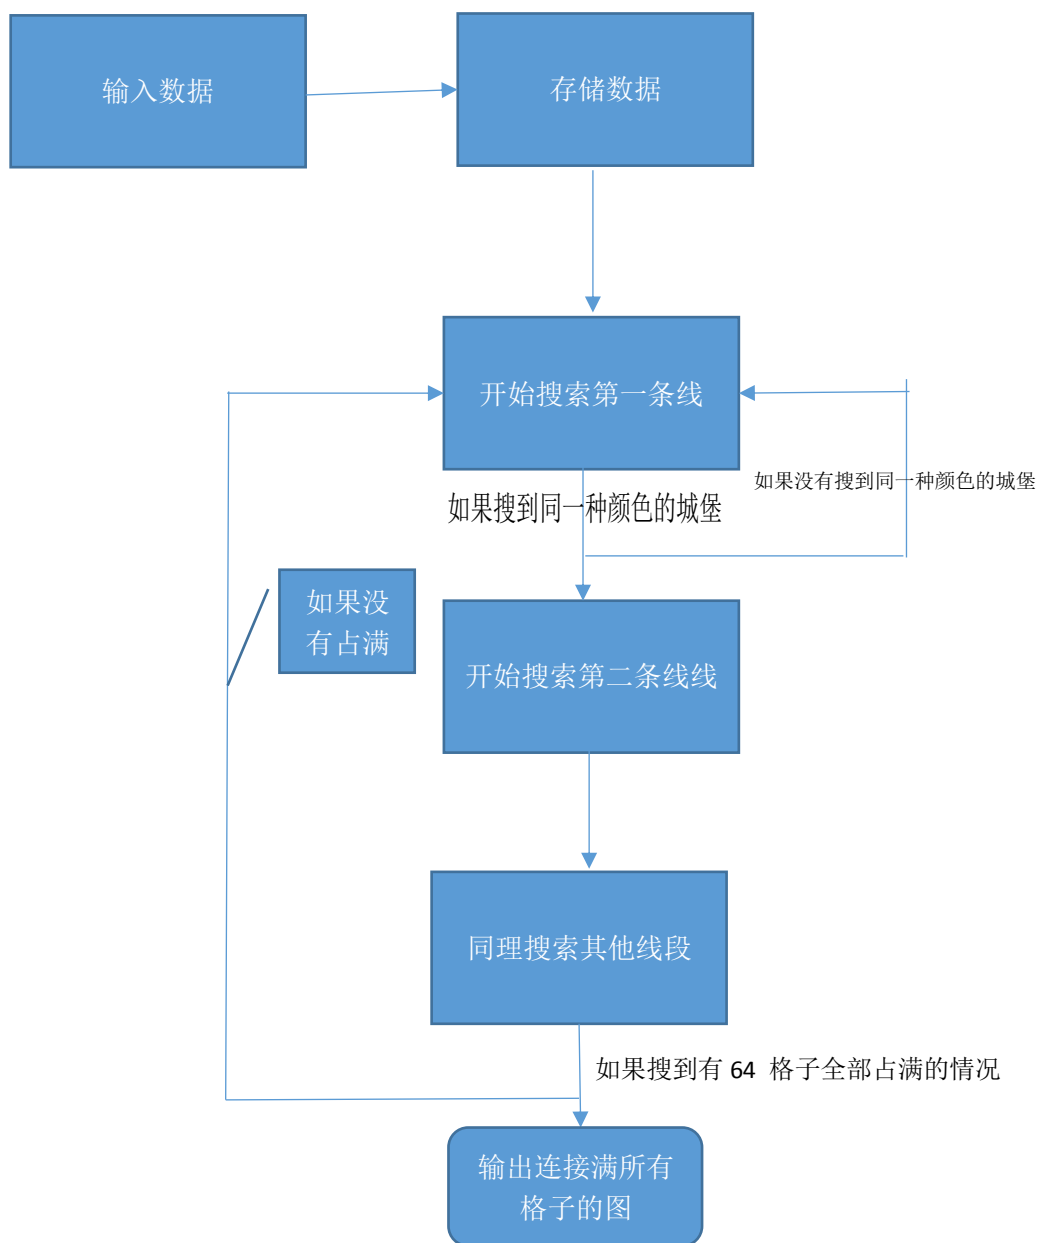 输入数据
存储数据
开始搜索第一条线
如果没有搜到同一种颜色的城堡
如果搜到同一种颜色的城堡
如果没
有占满
开始搜索第二条线线
同理搜索其他线段
如果搜到有 64 格子全部占满的情况
输出连接满所有
格子的图